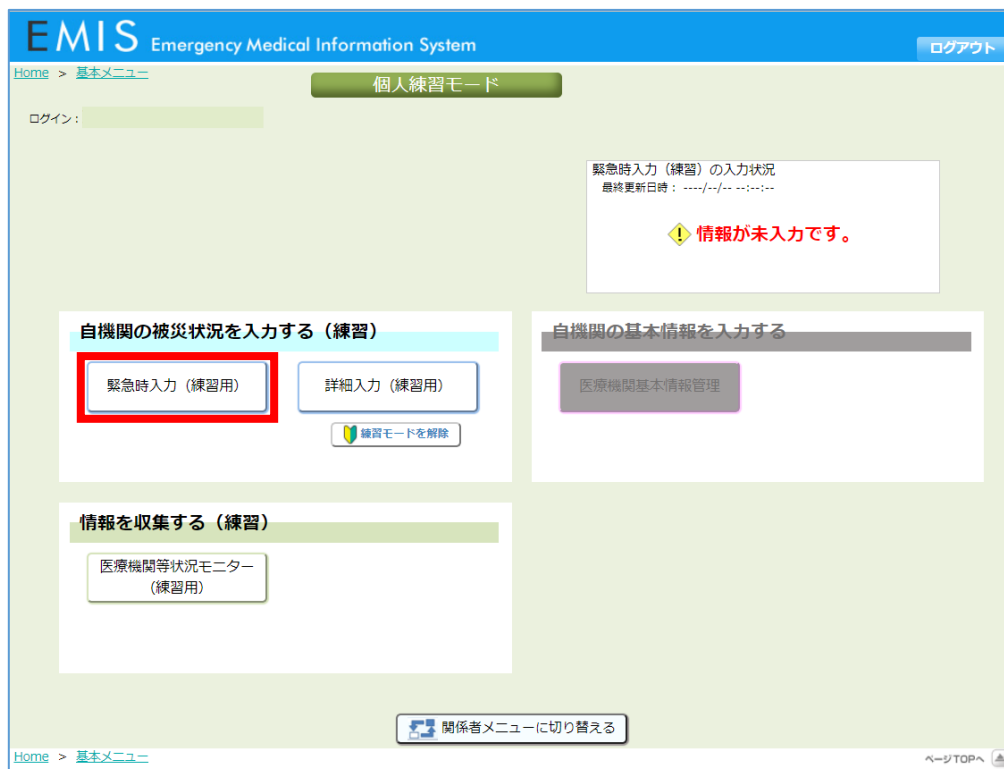 EMIS Emergency Medical Information System
ログアウト
Home > 基本メニュー
個人練習モード
ログイン：
緊急時入力（練習）の入力状況
最終更新日時： ----/--/-- --:--:--
情報が未入力です。
自機関の被災状況を入力する（練習）
自機関の基本情報を入力する
緊急時入力（練習用）
詳細入力（練習用）
医療機関基本情報管理
練習モードを解除
情報を収集する（練習）
医療機関等状況モニター
（練習用）
関係者メニューに切り替える
Home > 基本メニュー
ページTOPへ